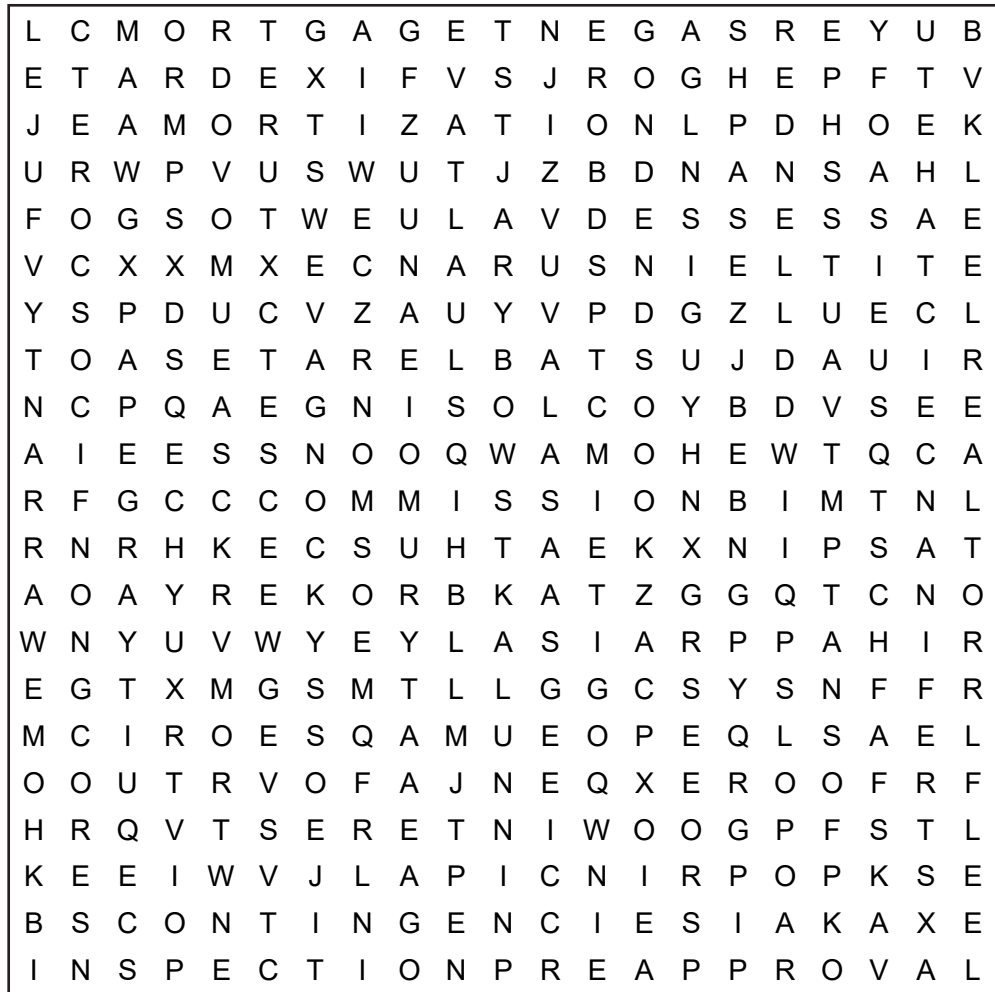 L C M O R T G A G E T N E G A S R E Y U B
E T A R D E X I F V S J R O G H E P F T V
J E A M O R T I Z A T I O N L P D H O E K
U R W P V U S W U T J Z B D N A N S A H L
F O G S O T W E U L A V D E S S E S S A E
V C X X M X E C N A R U S N I E L T I T E
Y S P D U C V Z A U Y V P D G Z L U E C L
T O A S E T A R E L B A T S U J D A U I R
N C P Q A E G N I S O L C O Y B D V S E E
A I E E S S N O O Q W A M O H E W T Q C A
R F G C C C O M M I S S I O N B I M T N L
R N R H K E C S U H T A E K X N I P S A T
A O A Y R E K O R B K A T Z G G Q T C N O
W N Y U V W Y E Y L A S I A R P P A H I R
E G T X M G S M T L L G G C S Y S N F F R
M C I R O E S Q A M U E O P E Q L S A E L
O O U T R V O F A J N E Q X E R O O F R F
H R Q V T S E R E T N I W O O G P F S T L
K E E I W V J L A P I C N I R P O P K S E
B S C O N T I N G E N C I E S I A K A X E
I N S P E C T I O N P R E A P P R O V A L